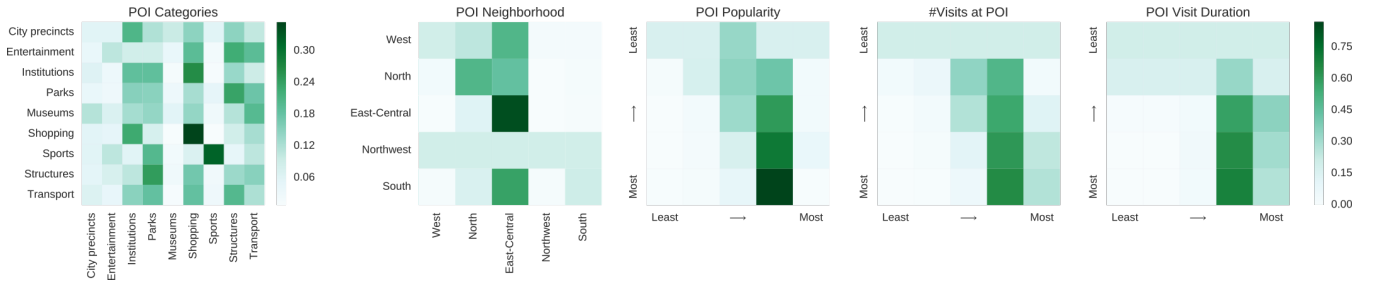 POI Categories
City precincts
Entertainment
Institutions
Parks
Museums
Shopping
Sports
Structures
Transport
City precincts
Entertainment
Institutions
Parks
Museums
Shopping
Sports
Structures
Transport
0.30
0.24
0.18
0.12
0.06
POI Neighborhood
West
North
East-Central
Northwest
South
West
North
East-Central
Northwest
South
POI Popularity
Least
→
Most
Least → Most
#Visits at POI
Least
→
Most
Least → Most
POI Visit Duration
Least
→
Most
Least → Most
0.75
0.60
0.45
0.30
0.15
0.00